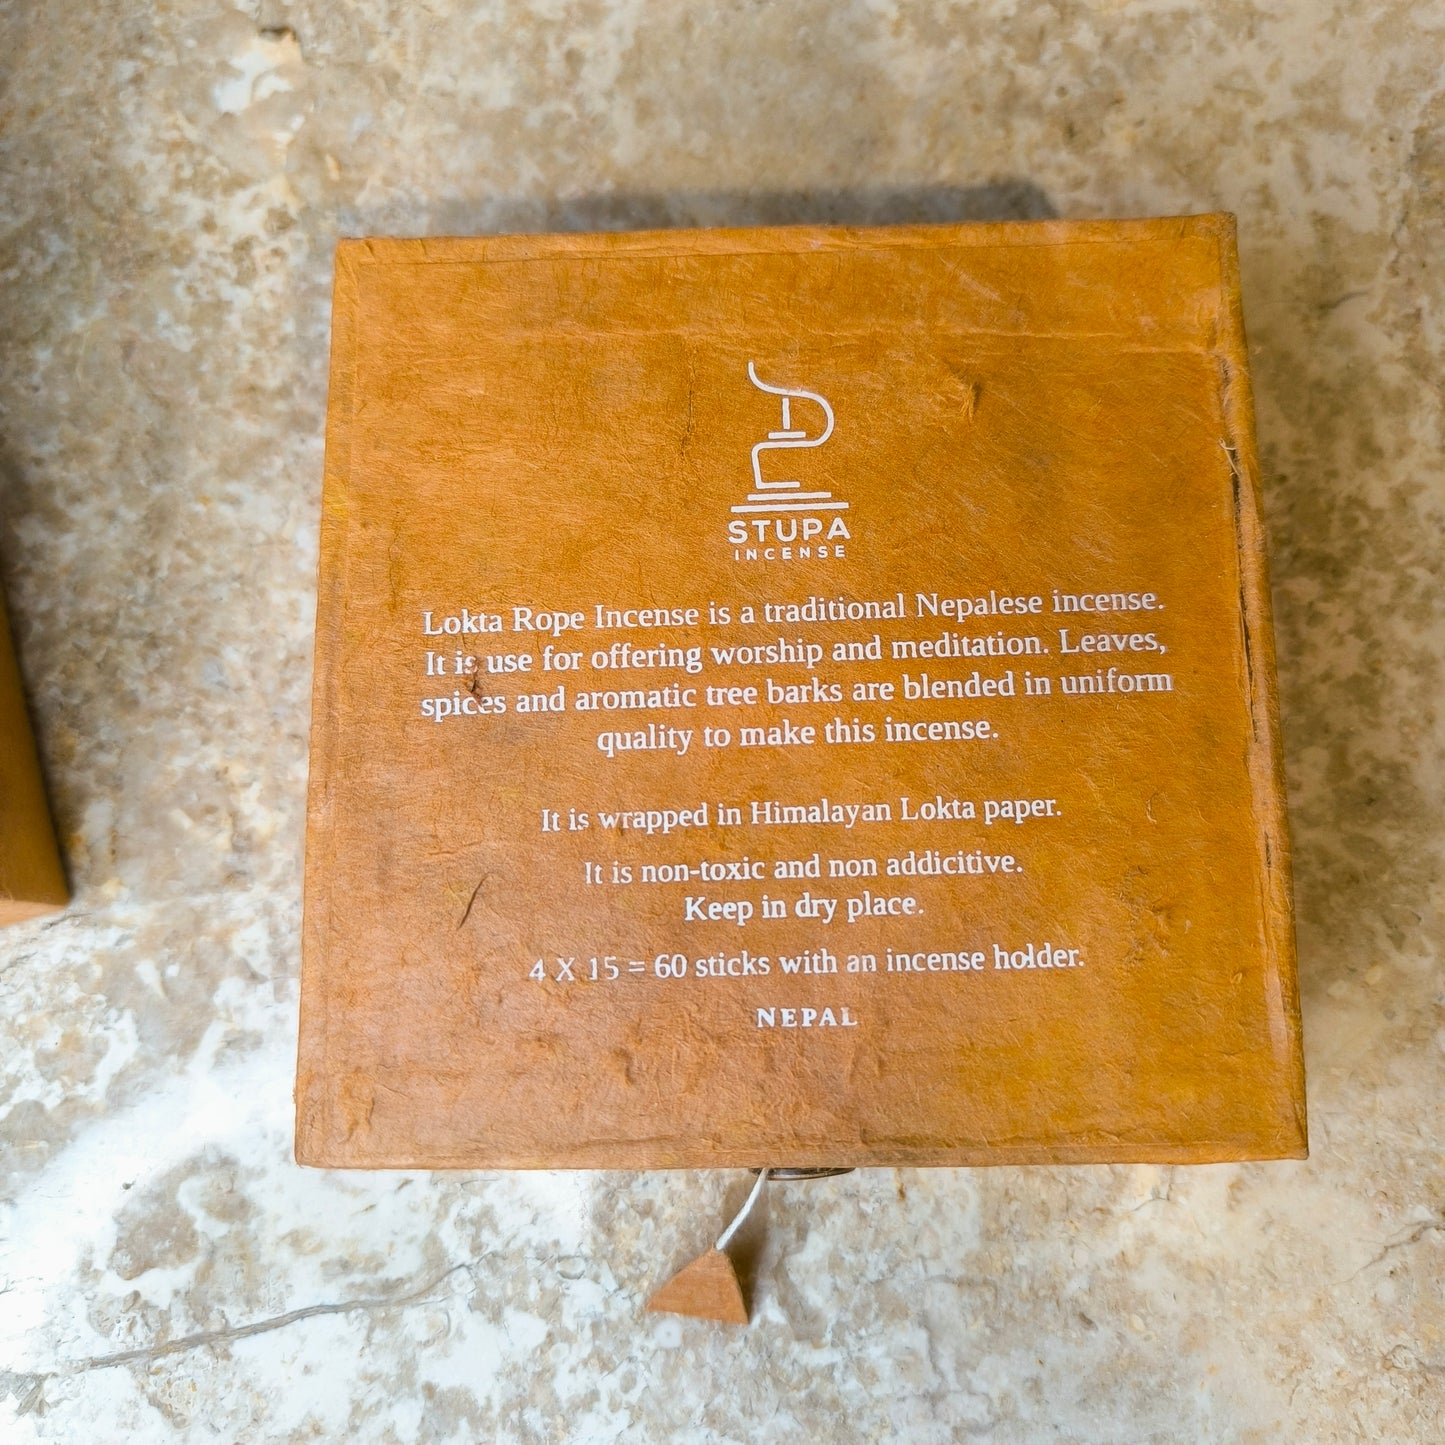 STUPA
INCENSE
Lokta Rope Incense is a traditional Nepalese incense.
It is use for offering worship and meditation. Leaves,
spices and aromatic tree barks are blended in uniform
quality to make this incense.
It is wrapped in Himalayan Lokta paper.
It is non-toxic and non addicitive.
Keep in dry place.
4 X 15 = 60 sticks with an incense holder.
NEPAL